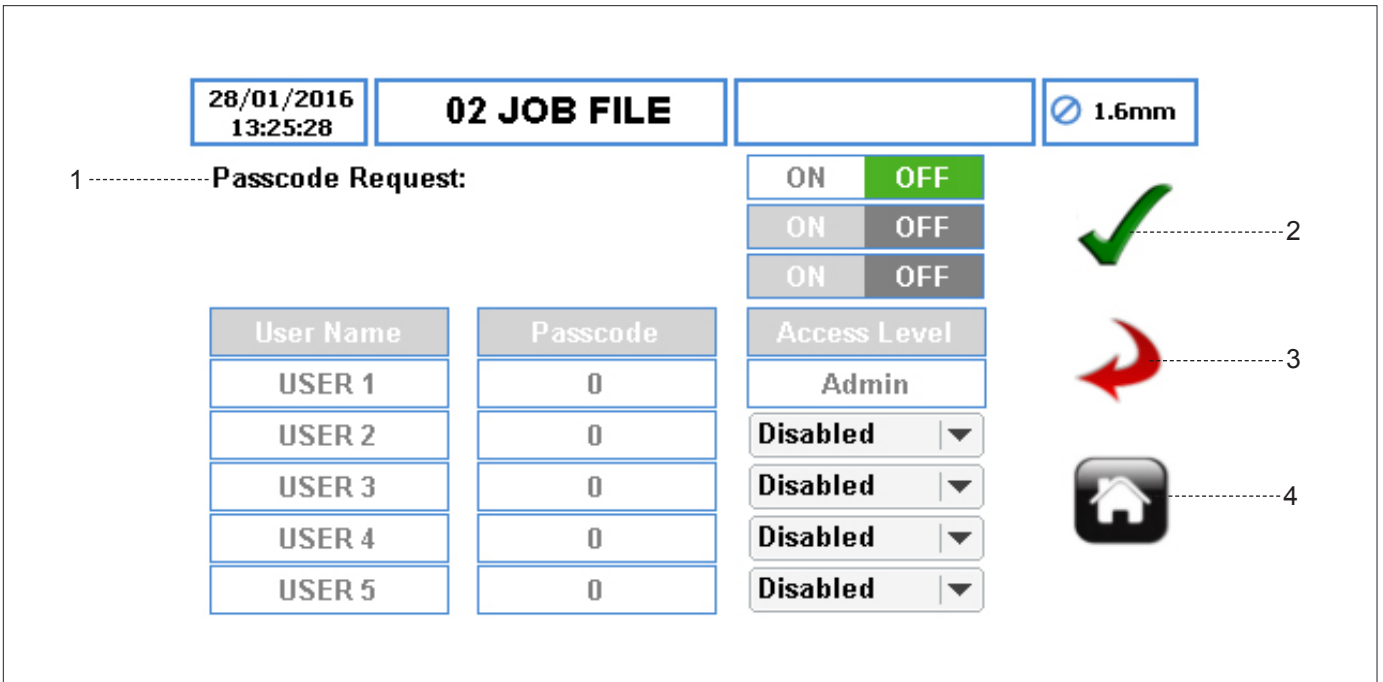 28/01/2016
13:25:28
02 JOB FILE
1.6mm
1
Passcode Request:
ON OFF
ON OFF
2
ON OFF
User Name Passcode Access Level
3
USER 1 0 Admin
USER 2 0 Disabled
USER 3 0 Disabled
4
USER 4 0 Disabled
USER 5 0 Disabled